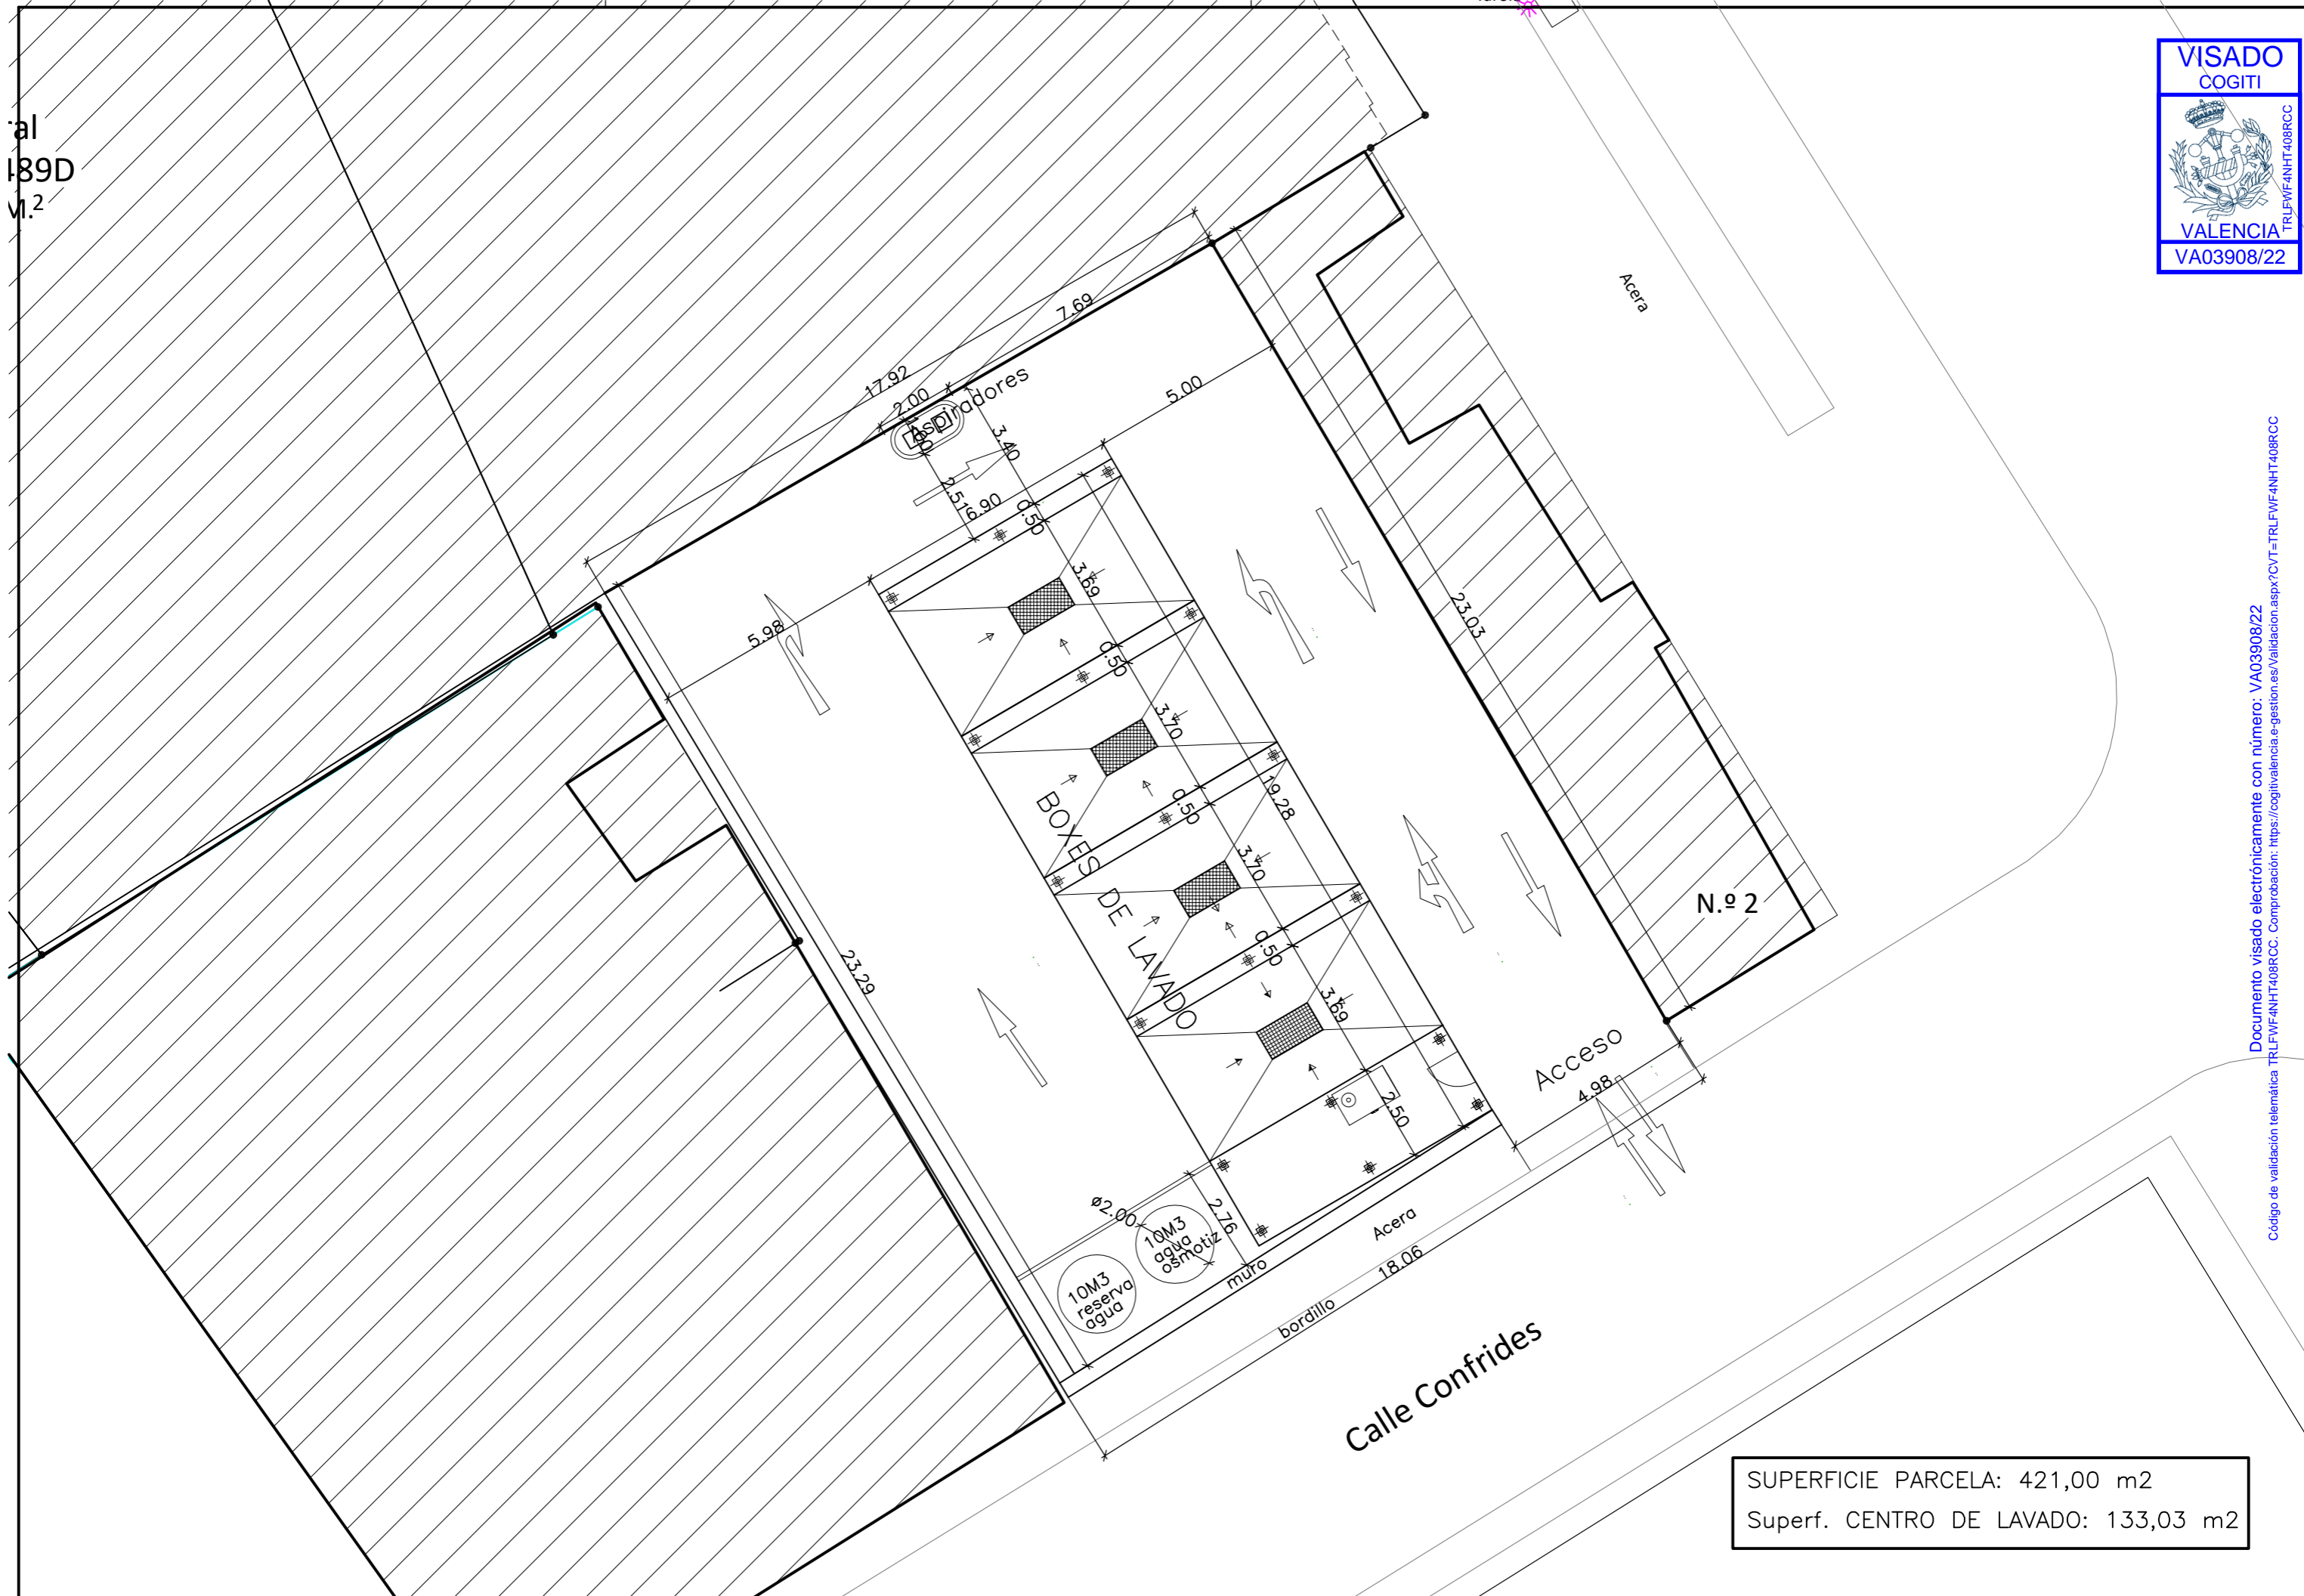 VISADO
COGITI
VALENCIA
TRLFWF4NHT408RCC
VA03908/22
489D
M.²
Acera
7.69
17.92
2.00
Aspiradores
5.00
3.40
2.51
6.90
0.50
5.98
3.69
23.03
0.50
3.70
0.50
19.28
3.70
0.50
3.69
BOXES DE LAVADO
23.29
N.º 2
Acceso
4.98
2.50
ø2.00
2.76
10M3
agua
osmotiz
10M3
reserva
agua
muro
Acera
18.06
bordillo
Calle Confrides
SUPERFICIE PARCELA: 421,00 m2
Superf. CENTRO DE LAVADO: 133,03 m2
Documento visado electrónicamente con número: VA03908/22
Código de validación telemática TRLFWF4NHT408RCC. Comprobación: https://cogitivalencia.e-gestion.es/Validacion.aspx?CVT=TRLFWF4NHT408RCC